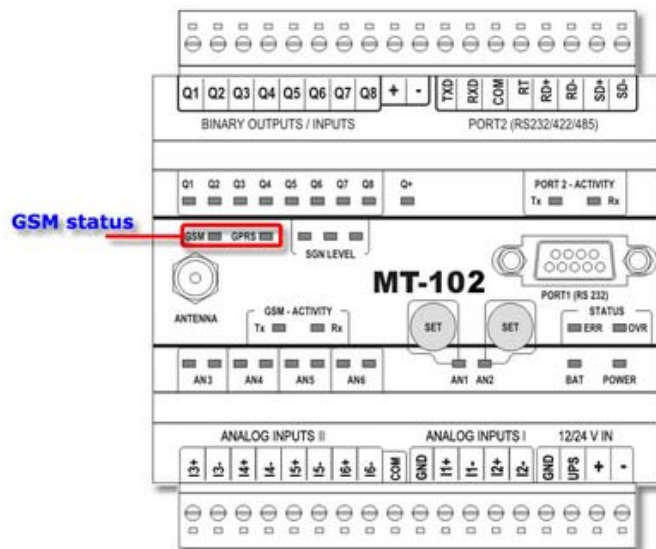 Q1 Q2 Q3 Q4 Q5 Q6 Q7 Q8 + - TXD RXD COM RT RD+ RD- SD+ SD-
BINARY OUTPUTS / INPUTS PORT2 (RS232/422/485)
Q1 Q2 Q3 Q4 Q5 Q6 Q7 Q8 Q+ PORT 2 - ACTIVITY
Tx Rx
GSM status
GSM GPRS
SGN LEVEL
MT-102
PORT1 (RS 232)
ANTENNA GSM - ACTIVITY STATUS
Tx Rx SET SET ERR OVR
AN3 AN4 AN5 AN6 AN1 AN2 BAT POWER
ANALOG INPUTS II ANALOG INPUTS I 12/24 V IN
I3+ I3- I4+ I4- I5+ I5- I6+ I6- COM GND I1+ I1- I2+ I2- GND UPS + -